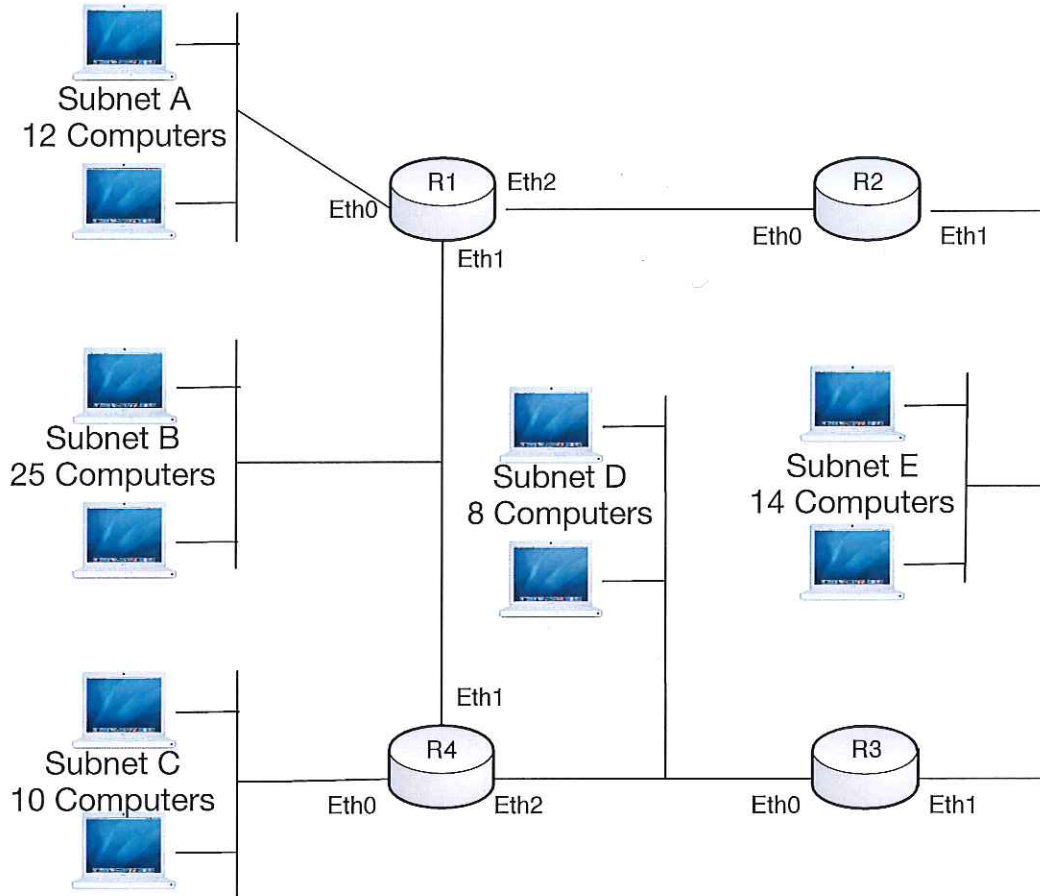 Subnet A
12 Computers
R1
Eth2
Eth0
Eth1
R2
Eth0
Eth1
Subnet B
25 Computers
Subnet D
8 Computers
Subnet E
14 Computers
Eth1
Subnet C
10 Computers
R4
Eth0
Eth2
R3
Eth0
Eth1